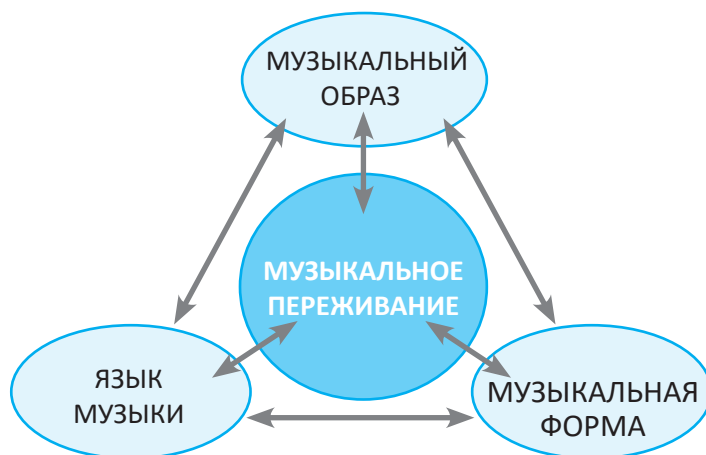 МУЗЫКАЛЬНЫЙ
ОБРАЗ
МУЗЫКАЛЬНОЕ
ПЕРЕЖИВАНИЕ
ЯЗЫК
МУЗЫКИ
МУЗЫКАЛЬНАЯ
ФОРМА